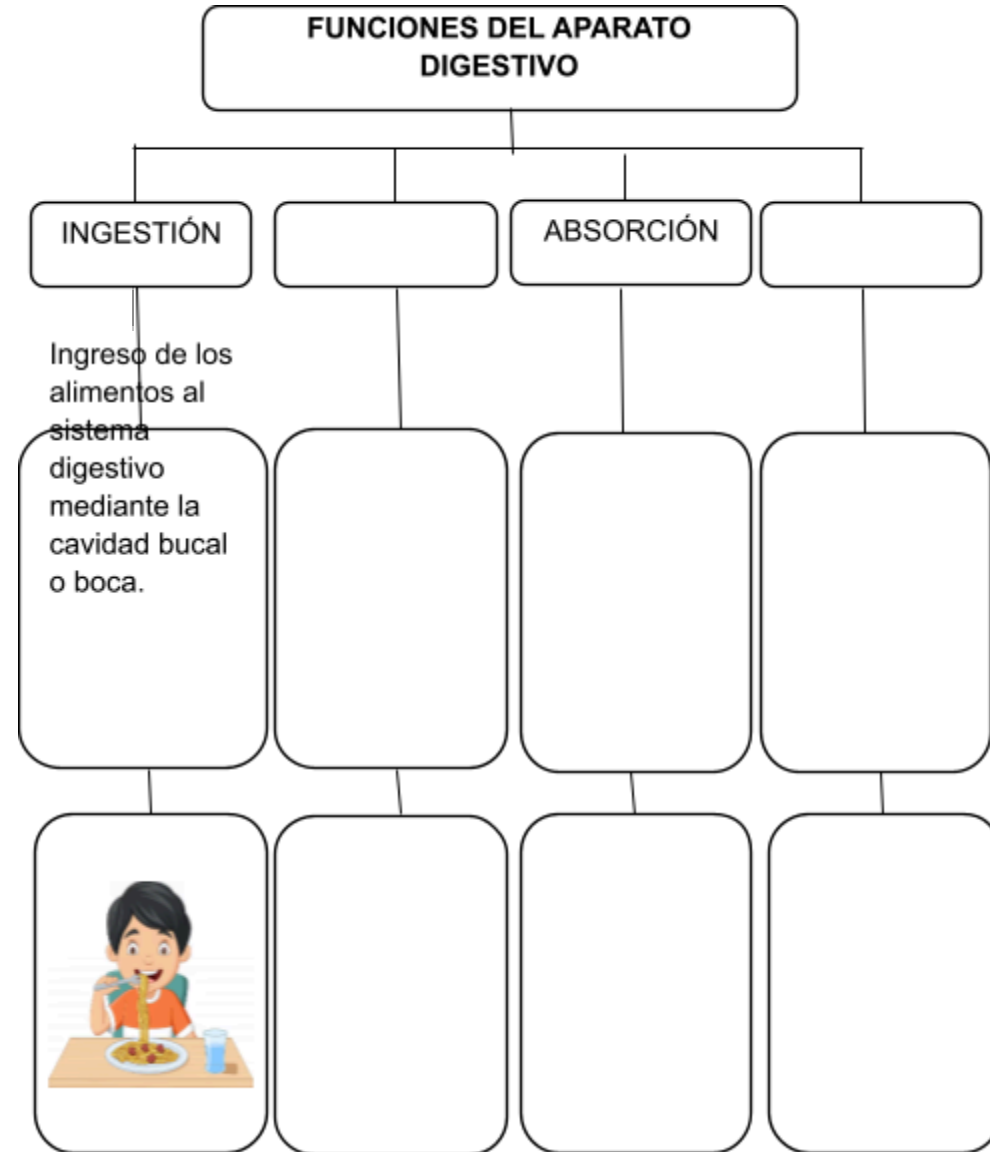 FUNCIONES DEL APARATO
DIGESTIVO
INGESTIÓN
ABSORCIÓN
Ingreso de los
alimentos al
sistema
digestivo
mediante la
cavidad bucal
o boca.